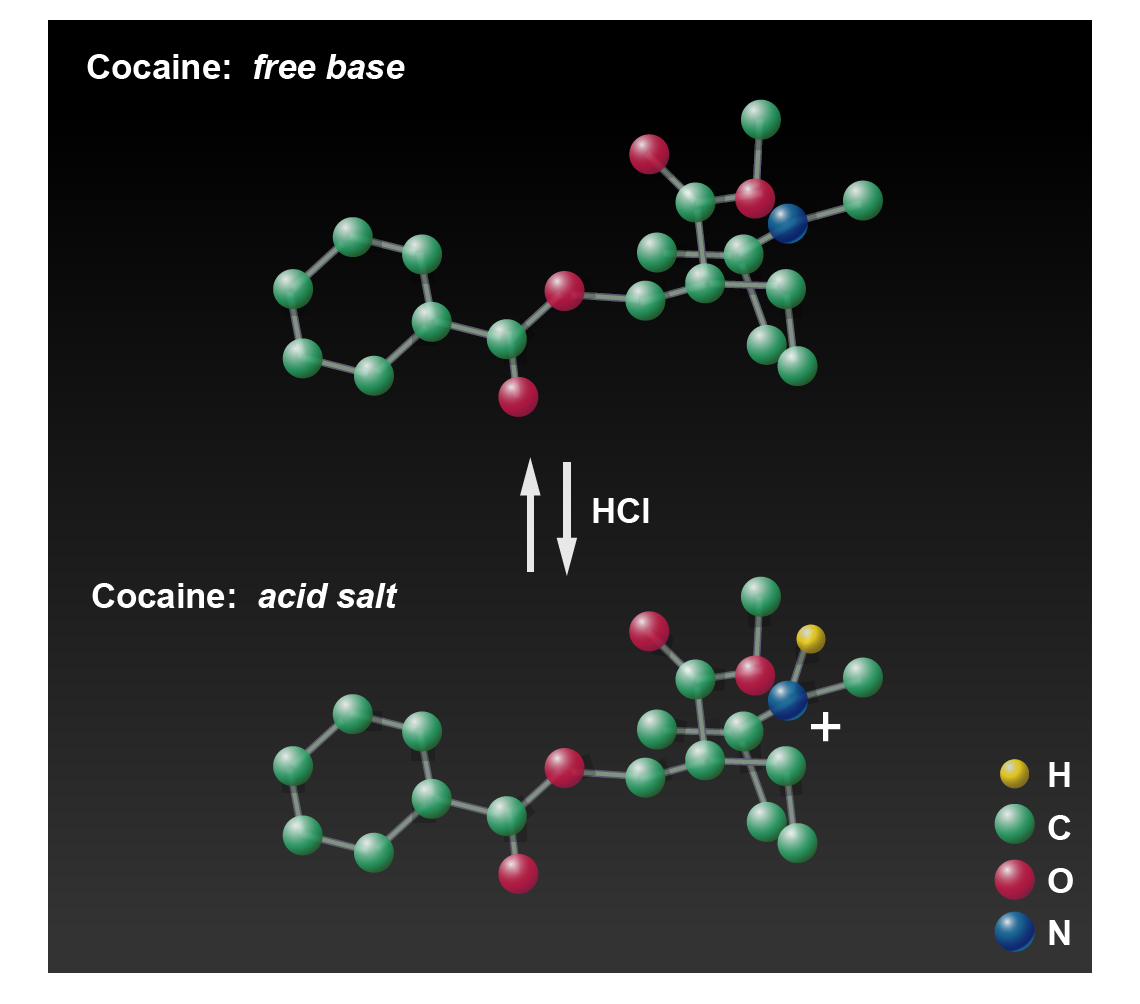 Cocaine: free base
HCl
Cocaine: acid salt
+
H
C
O
N